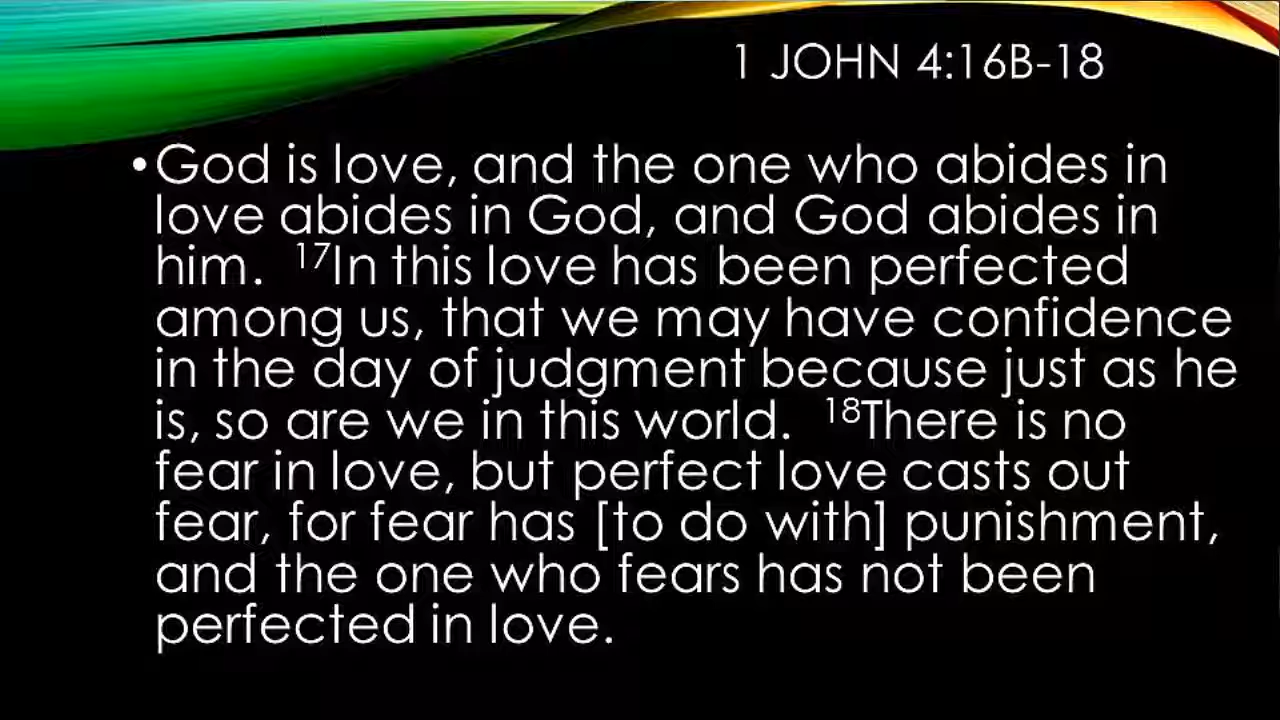 1 JOHN 4:16B-18
•God is love, and the one who abides in
love abides in God, and God abides in
him.  ¹⁷In this love has been perfected
among us, that we may have confidence
in the day of judgment because just as he
is, so are we in this world.  ¹⁸There is no
fear in love, but perfect love casts out
fear, for fear has [to do with] punishment,
and the one who fears has not been
perfected in love.